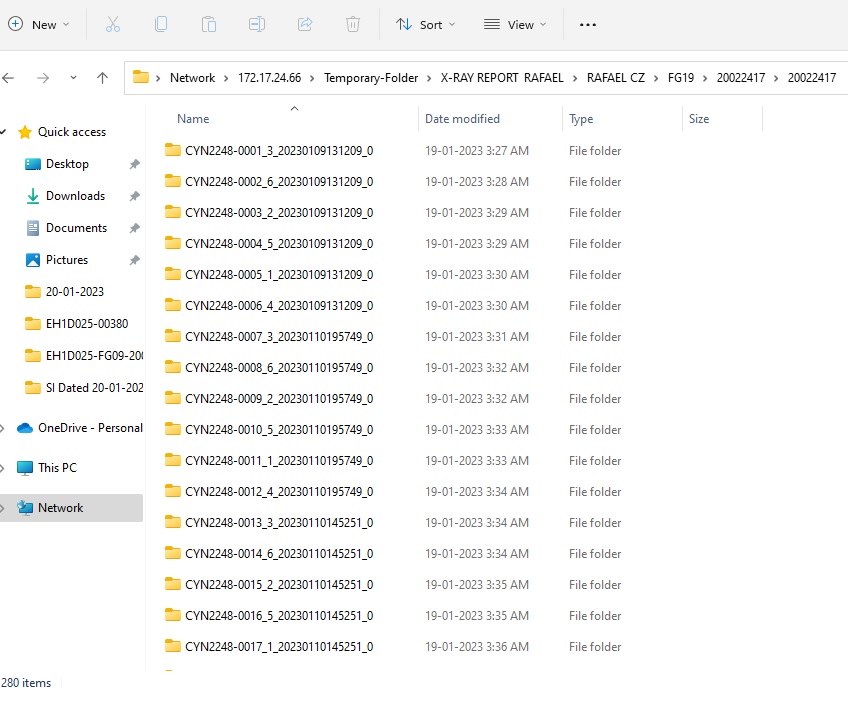 New Sort View
Network > 172.17.24.66 > Temporary-Folder > X-RAY REPORT RAFAEL > RAFAEL CZ > FG19 > 20022417 > 20022417
Name Date modified Type Size
Quick access
Desktop
Downloads
Documents
Pictures
20-01-2023
EH1D025-00380
EH1D025-FG09-200
SI Dated 20-01-202
OneDrive - Personal
This PC
Network
CYN2248-0001_3_20230109131209_0 19-01-2023 3:27 AM File folder
CYN2248-0002_6_20230109131209_0 19-01-2023 3:28 AM File folder
CYN2248-0003_2_20230109131209_0 19-01-2023 3:29 AM File folder
CYN2248-0004_5_20230109131209_0 19-01-2023 3:29 AM File folder
CYN2248-0005_1_20230109131209_0 19-01-2023 3:30 AM File folder
CYN2248-0006_4_20230109131209_0 19-01-2023 3:30 AM File folder
CYN2248-0007_3_20230110195749_0 19-01-2023 3:31 AM File folder
CYN2248-0008_6_20230110195749_0 19-01-2023 3:32 AM File folder
CYN2248-0009_2_20230110195749_0 19-01-2023 3:32 AM File folder
CYN2248-0010_5_20230110195749_0 19-01-2023 3:33 AM File folder
CYN2248-0011_1_20230110195749_0 19-01-2023 3:33 AM File folder
CYN2248-0012_4_20230110195749_0 19-01-2023 3:34 AM File folder
CYN2248-0013_3_20230110145251_0 19-01-2023 3:34 AM File folder
CYN2248-0014_6_20230110145251_0 19-01-2023 3:34 AM File folder
CYN2248-0015_2_20230110145251_0 19-01-2023 3:35 AM File folder
CYN2248-0016_5_20230110145251_0 19-01-2023 3:35 AM File folder
CYN2248-0017_1_20230110145251_0 19-01-2023 3:36 AM File folder
280 items